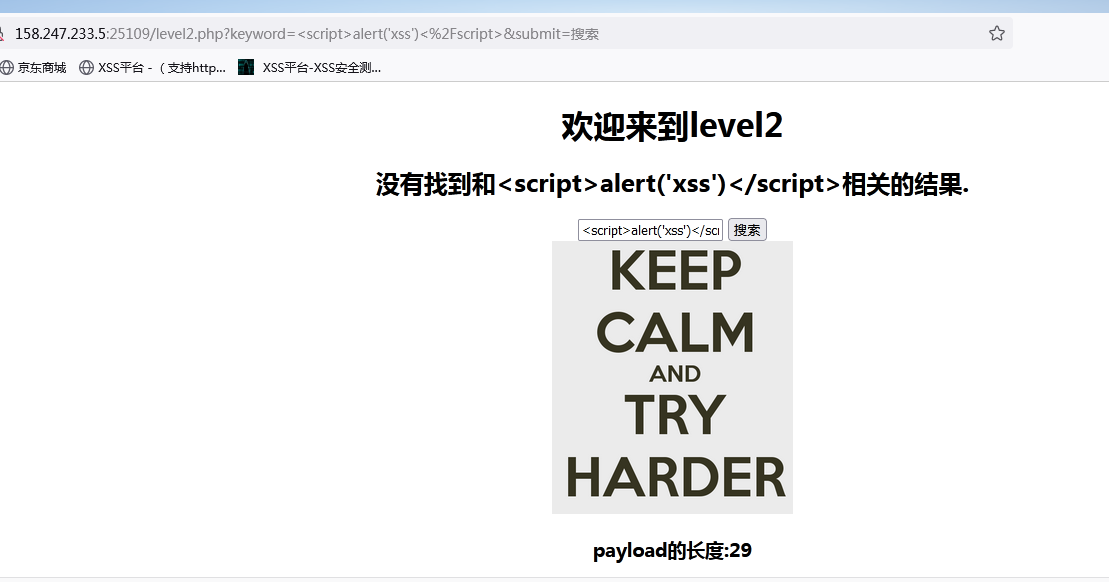 158.247.233.5:25109/level2.php?keyword=<script>alert('xss')<%2Fscript>&submit=搜索
京东商城 XSS平台 -（支持http... XSS平台-XSS安全测...
欢迎来到level2
没有找到和<script>alert('xss')</script>相关的结果.
<script>alert('xss')</scr 搜索
KEEP
CALM
AND
TRY
HARDER
payload的长度:29